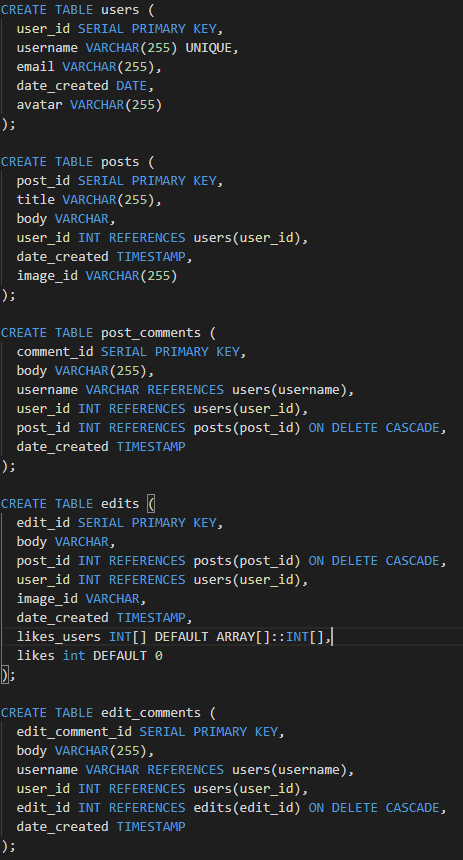 CREATE TABLE users (
  user_id SERIAL PRIMARY KEY,
  username VARCHAR(255) UNIQUE,
  email VARCHAR(255),
  date_created DATE,
  avatar VARCHAR(255)
);

CREATE TABLE posts (
  post_id SERIAL PRIMARY KEY,
  title VARCHAR(255),
  body VARCHAR,
  user_id INT REFERENCES users(user_id),
  date_created TIMESTAMP,
  image_id VARCHAR(255)
);

CREATE TABLE post_comments (
  comment_id SERIAL PRIMARY KEY,
  body VARCHAR(255),
  username VARCHAR REFERENCES users(username),
  user_id INT REFERENCES users(user_id),
  post_id INT REFERENCES posts(post_id) ON DELETE CASCADE,
  date_created TIMESTAMP
);

CREATE TABLE edits (
  edit_id SERIAL PRIMARY KEY,
  body VARCHAR,
  post_id INT REFERENCES posts(post_id) ON DELETE CASCADE,
  user_id INT REFERENCES users(user_id),
  image_id VARCHAR,
  date_created TIMESTAMP,
  likes_users INT[] DEFAULT ARRAY[]::INT[],
  likes int DEFAULT 0
);

CREATE TABLE edit_comments (
  edit_comment_id SERIAL PRIMARY KEY,
  body VARCHAR(255),
  username VARCHAR REFERENCES users(username),
  user_id INT REFERENCES users(user_id),
  edit_id INT REFERENCES edits(edit_id) ON DELETE CASCADE,
  date_created TIMESTAMP
);